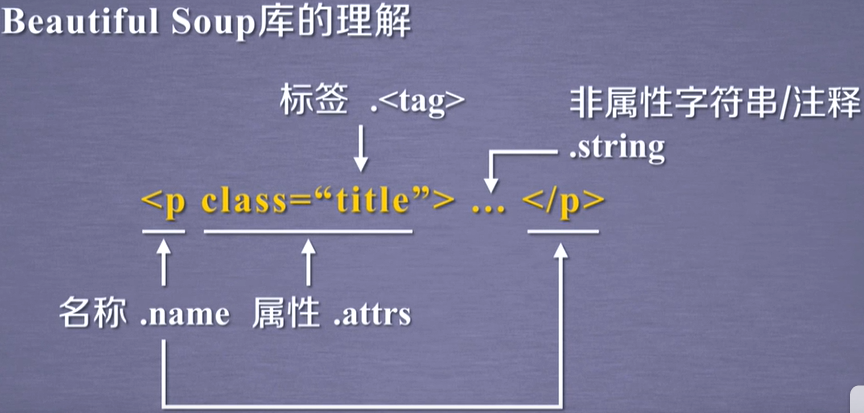 Beautiful Soup库的理解
标签 .<tag>
非属性字符串/注释
.string
<p class=“title”> … </p>
名称 .name 属性 .attrs